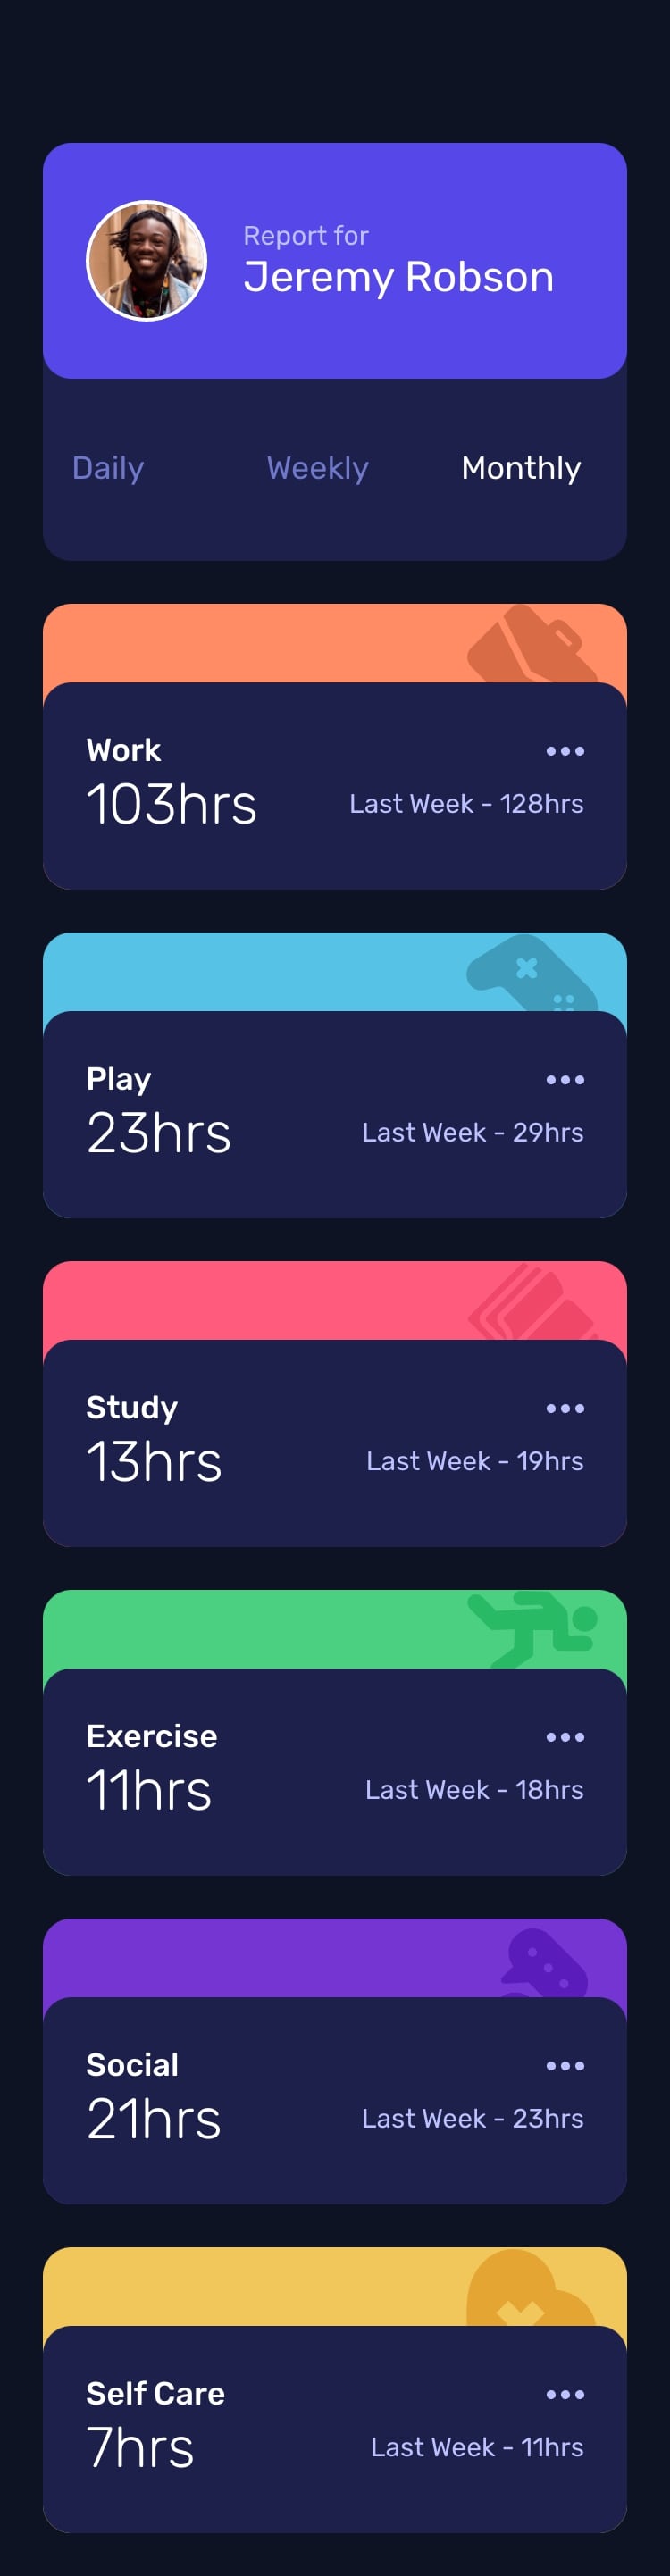 Report for
Jeremy Robson
Daily Weekly Monthly
Work
103hrs Last Week - 128hrs
Play
23hrs Last Week - 29hrs
Study
13hrs Last Week - 19hrs
Exercise
11hrs Last Week - 18hrs
Social
21hrs Last Week - 23hrs
Self Care
7hrs Last Week - 11hrs